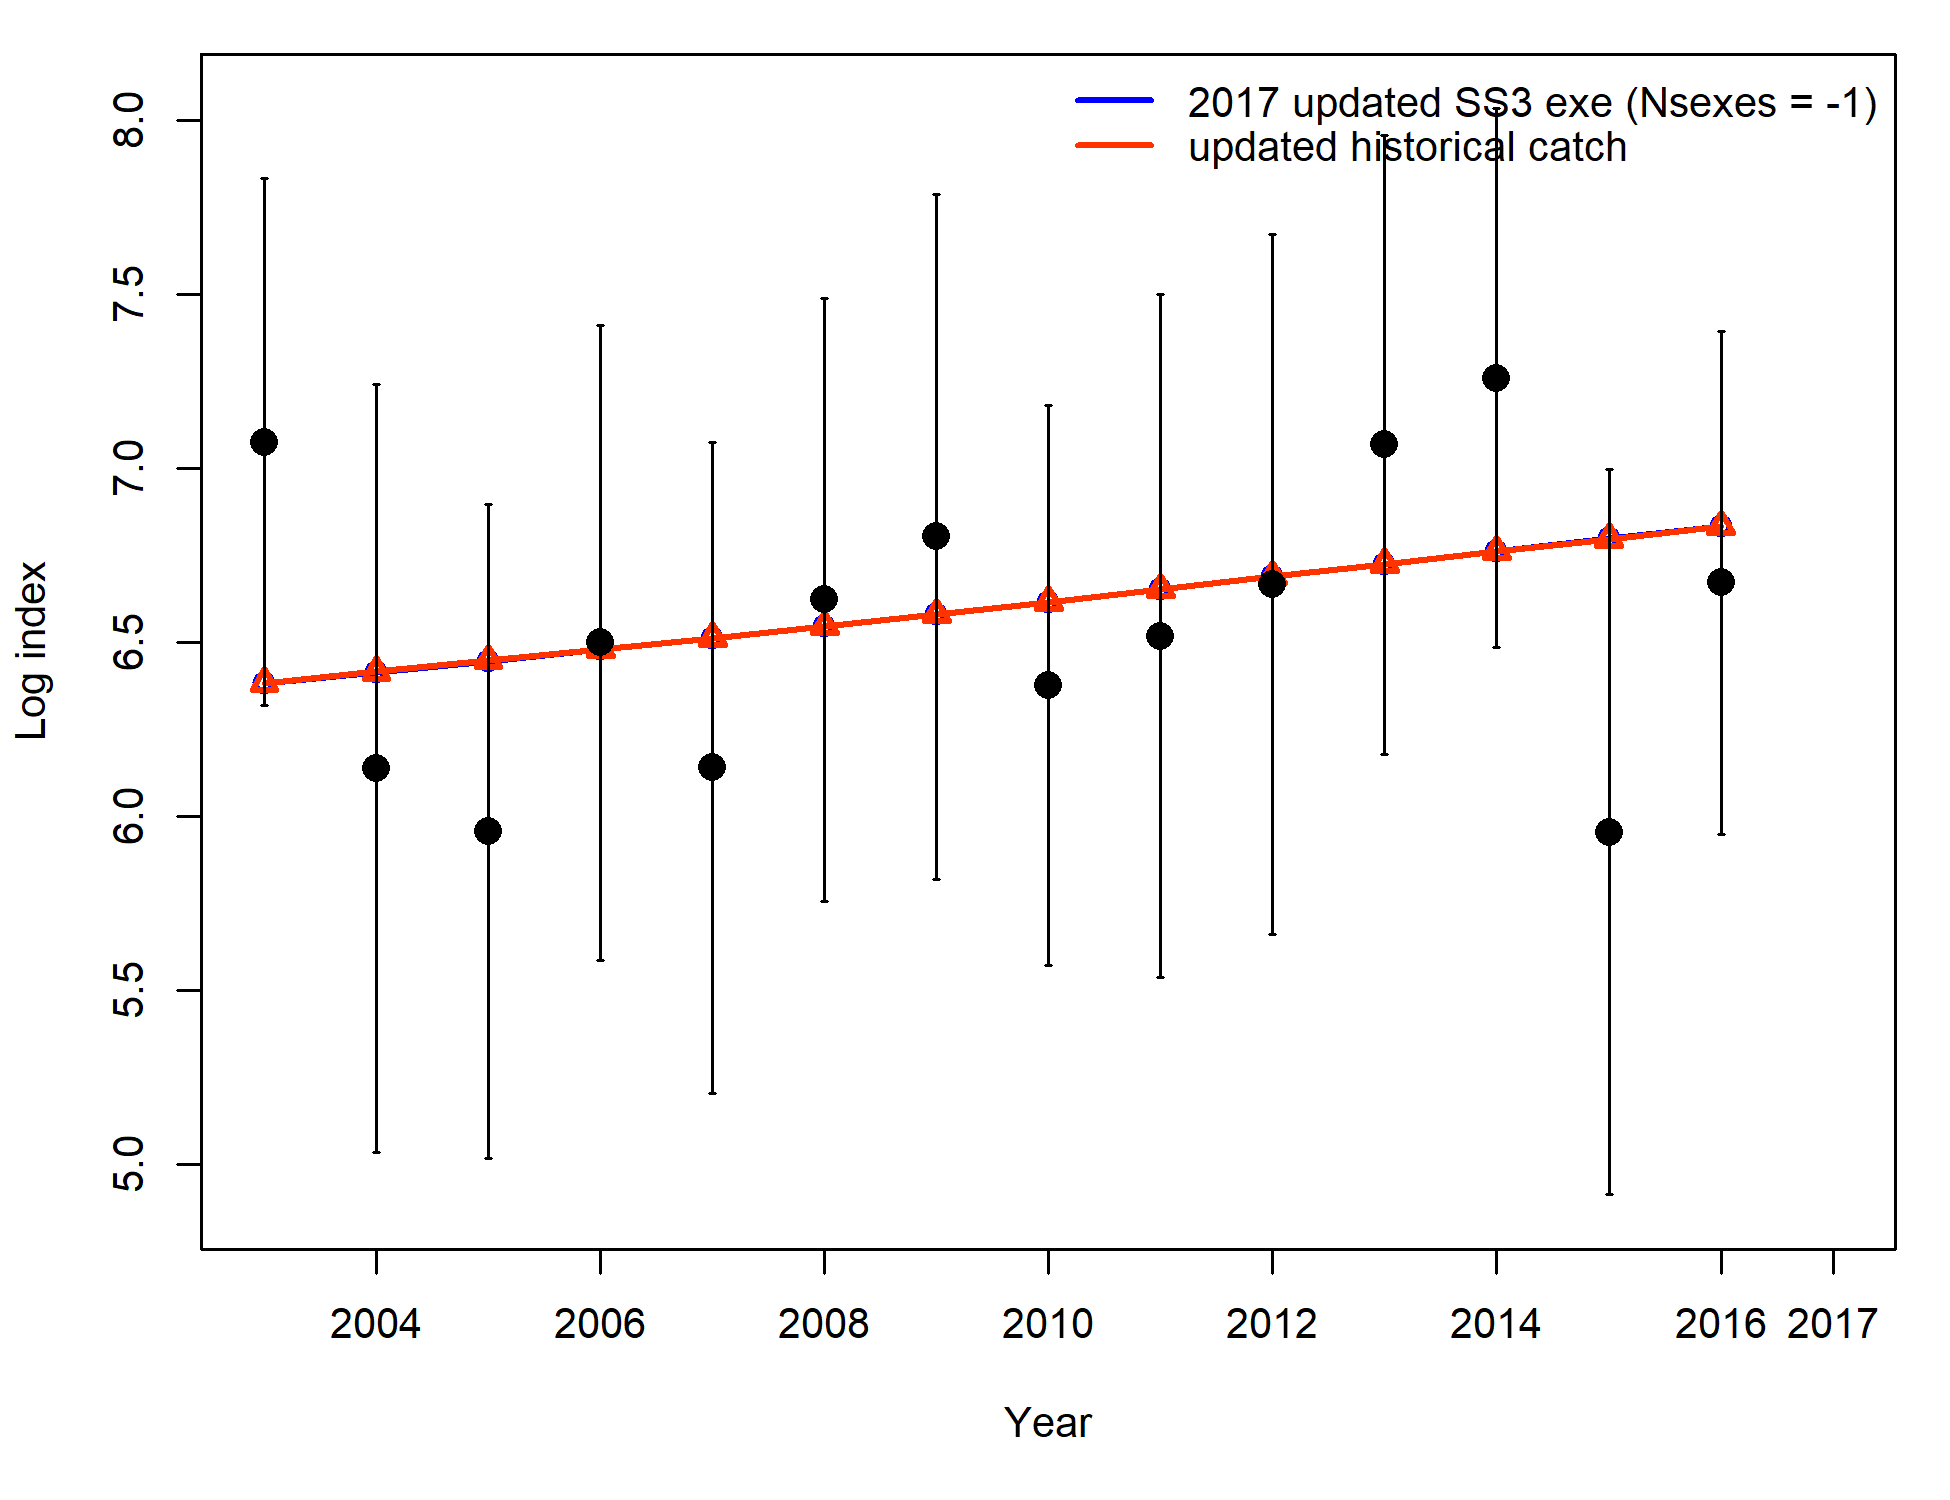 2017 updated SS3 exe (Nsexes = -1)
updated historical catch
8.0
7.5
7.0
6.5
6.0
5.5
5.0
Log index
2004 2006 2008 2010 2012 2014 2016 2017
Year